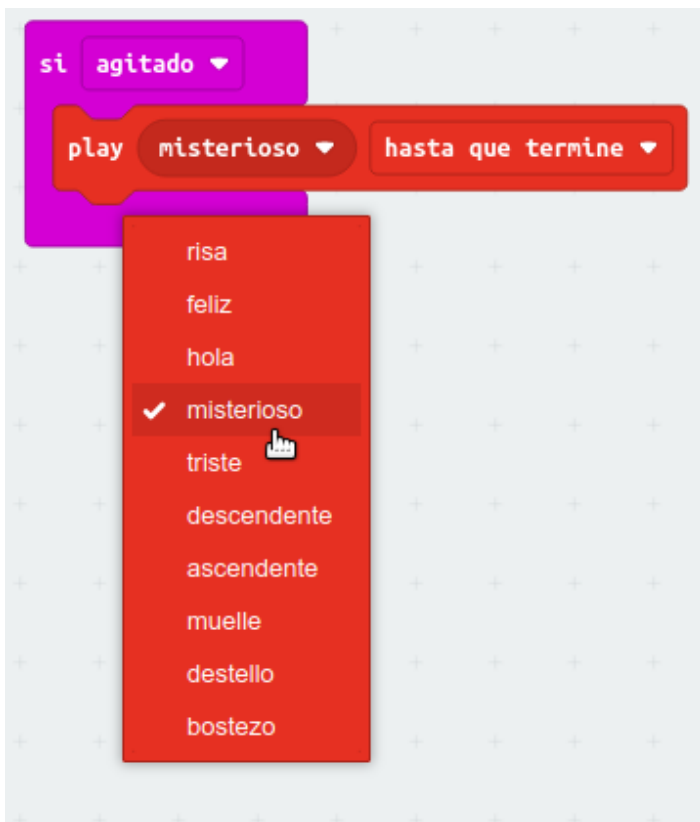 si agitado
play misterioso hasta que termine
risa
feliz
hola
misterioso
triste
descendente
ascendente
muelle
destello
bostezo